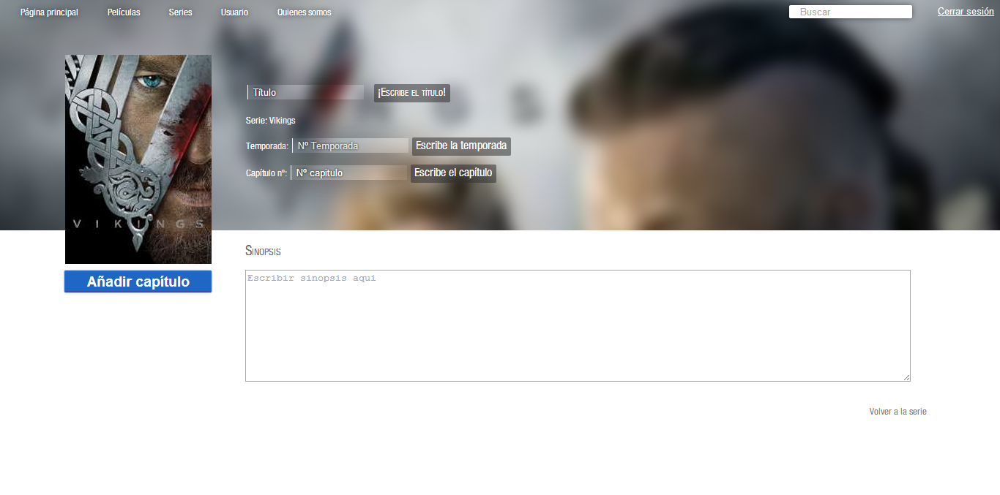 Página principal Películas Series Usuario Quienes somos Buscar Cerrar sesión
Título ¡Escribe el título!
Serie: Vikings
Temporada: Nº Temporada Escribe la temporada
Capítulo nº: Nº capitulo Escribe el capítulo
VIKINGS
Añadir capítulo
Sinopsis
Escribir sinopsis aqui
Volver a la serie